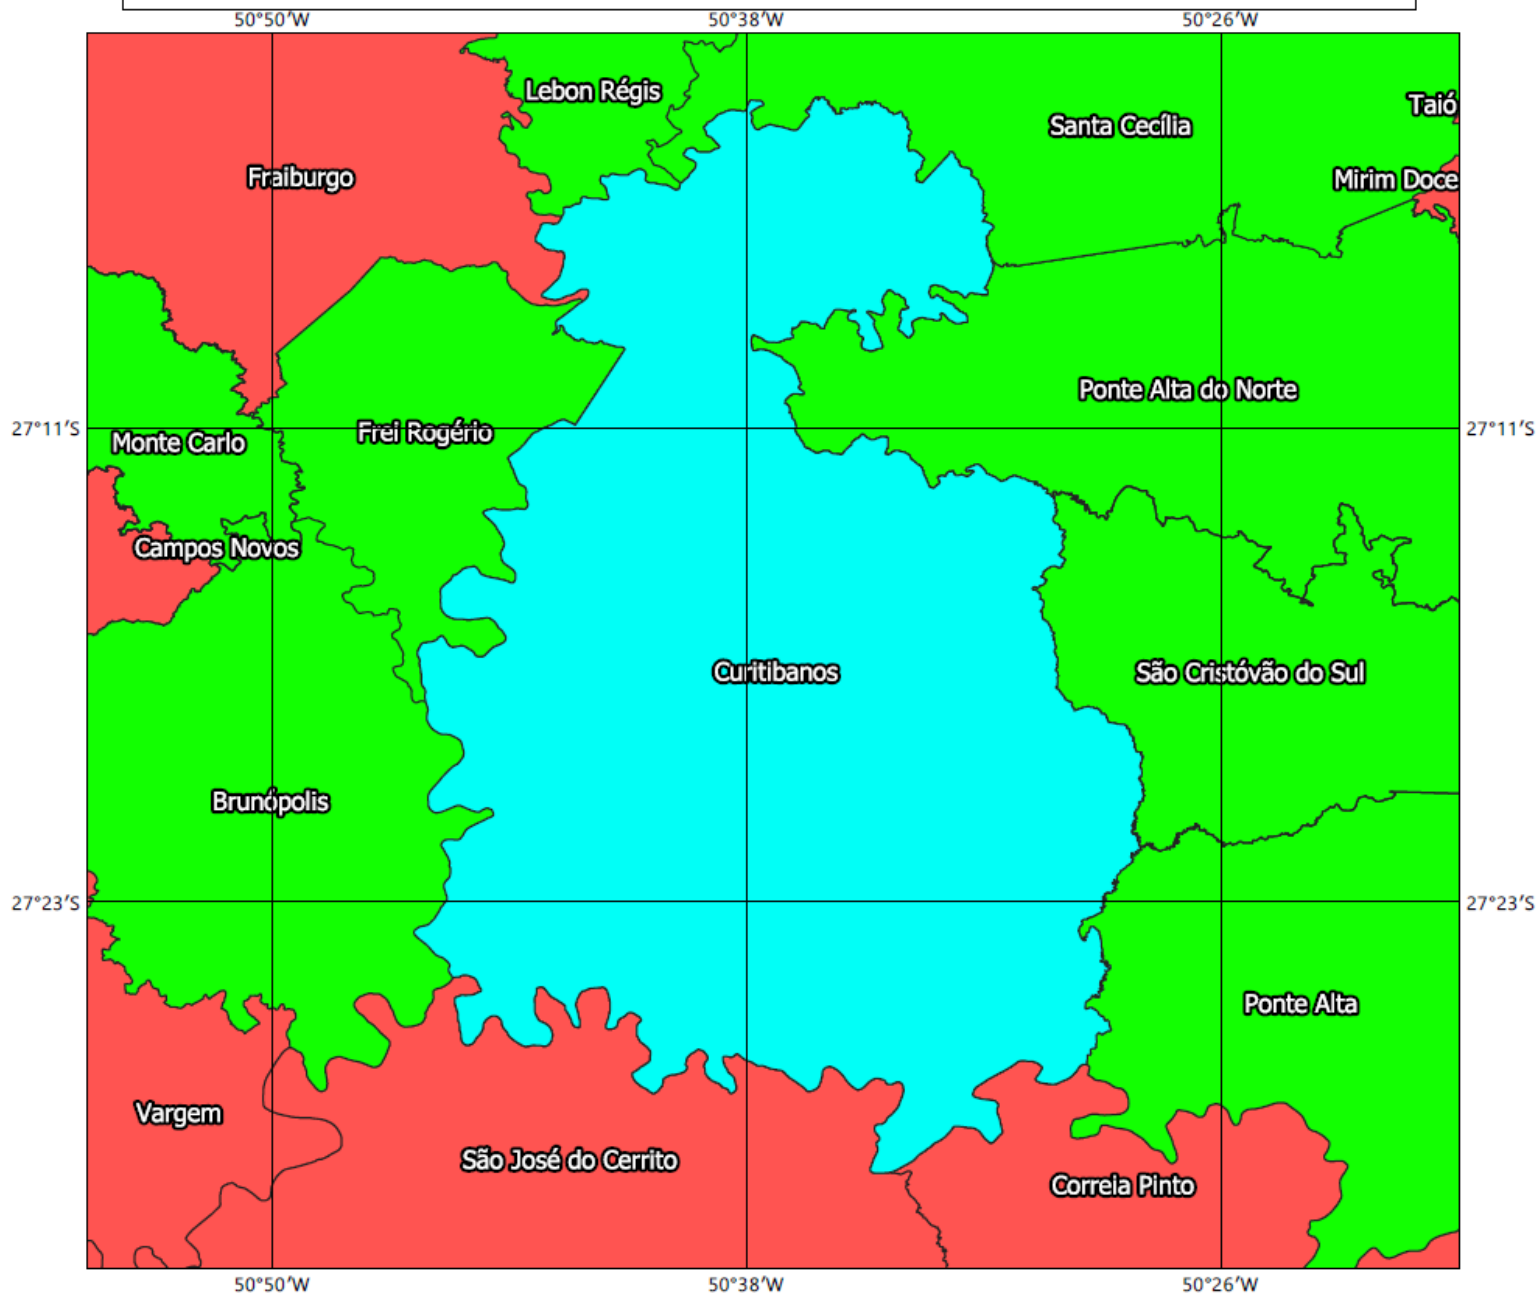 50°50′W 50°38′W 50°26′W
Lebon Régis
Taió
Santa Cecília
Fraiburgo
Mirim Doce
Ponte Alta do Norte
27°11′S 27°11′S
Frei Rogério
Monte Carlo
Campos Novos
Curitibanos
São Cristóvão do Sul
Brunópolis
27°23′S 27°23′S
Ponte Alta
Vargem
São José do Cerrito
Correia Pinto
50°50′W 50°38′W 50°26′W